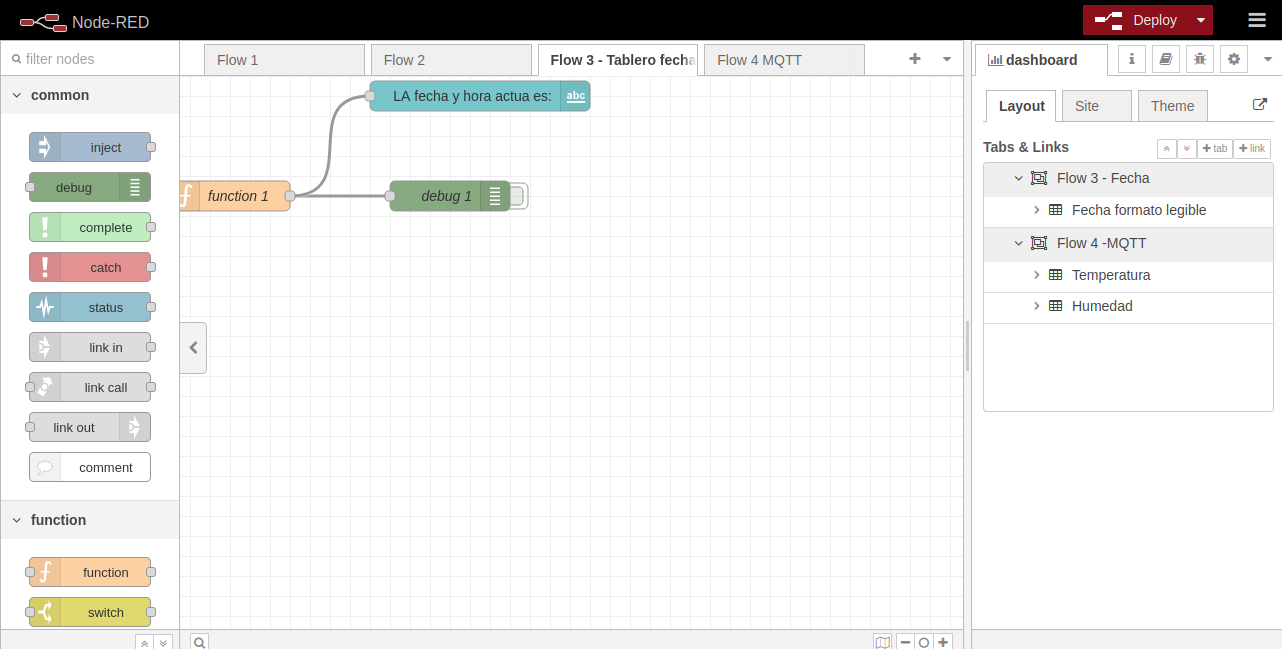 Node-RED
Deploy
filter nodes
Flow 1
Flow 2
Flow 3 - Tablero fecha
Flow 4 MQTT
dashboard
common
inject
debug
complete
catch
status
link in
link call
link out
comment
function
function
switch
LA fecha y hora actua es:
abc
function 1
debug 1
Layout
Site
Theme
Tabs & Links
tab
link
Flow 3 - Fecha
Fecha formato legible
Flow 4 -MQTT
Temperatura
Humedad